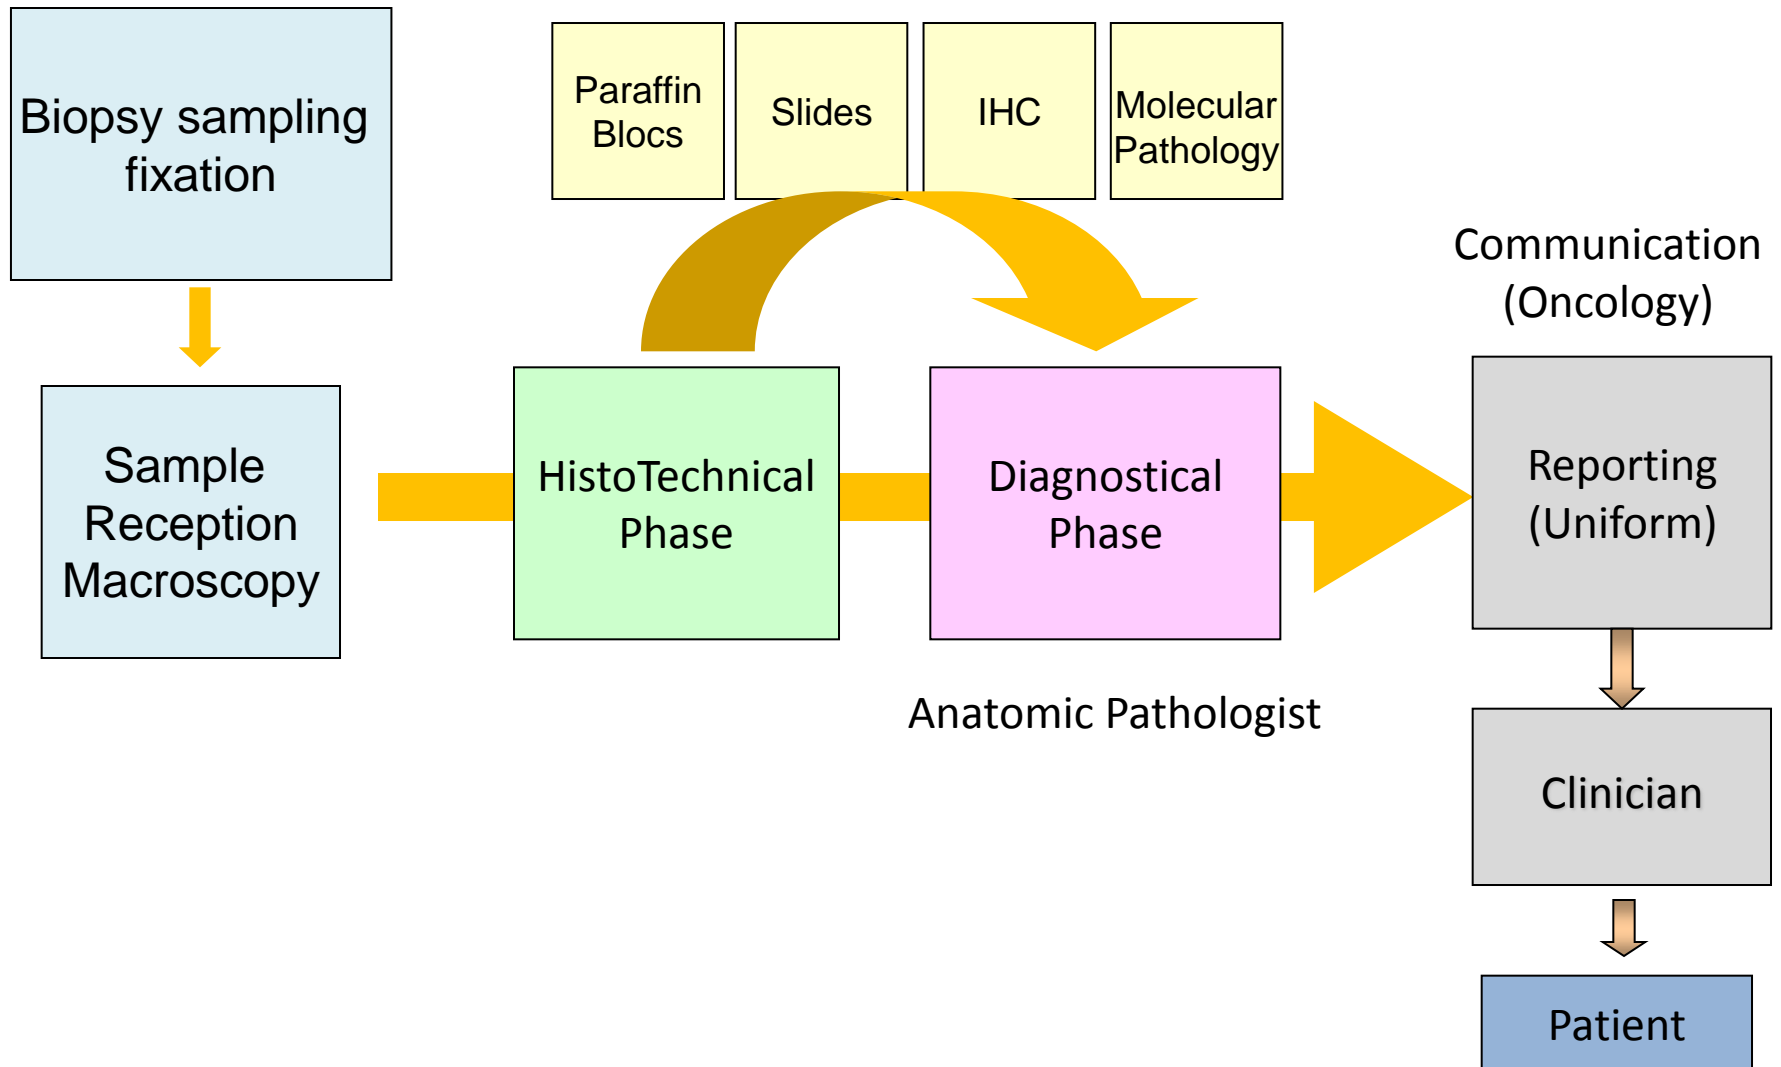 Biopsy sampling
fixation
Paraffin
Blocs
Slides
IHC
Molecular
Pathology
Communication
(Oncology)
Sample
Reception
Macroscopy
HistoTechnical
Phase
Diagnostical
Phase
Reporting
(Uniform)
Anatomic Pathologist
Clinician
Patient